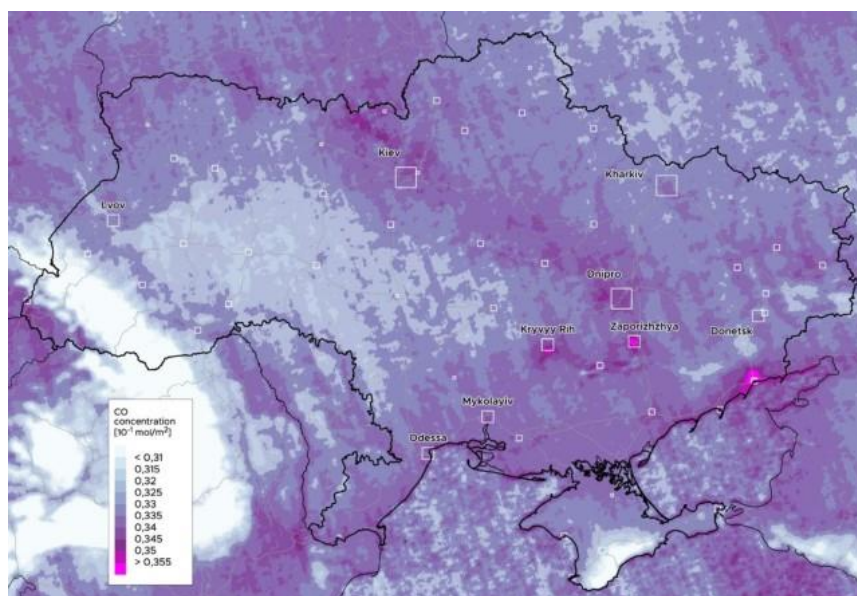 Kiev
Kharkiv
Lvov
Dnipro
Kryvyy Rih
Zaporizhzhya
Donetsk
Mykolayiv
Odessa
CO
concentration
[10⁻¹ mol/m²]
< 0,31
0,315
0,32
0,325
0,33
0,335
0,34
0,345
0,35
> 0,355